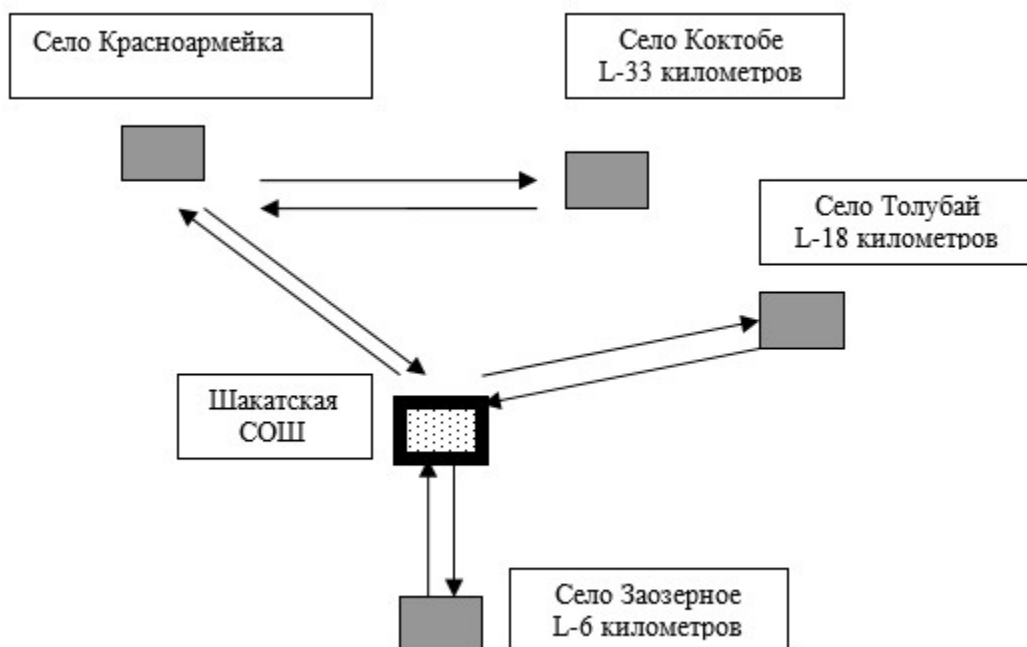 Село Красноармейка
Село Коктобе
L-33 километров
Село Толубай
L-18 километров
Шакатская
СОШ
Село Заозерное
L-6 километров